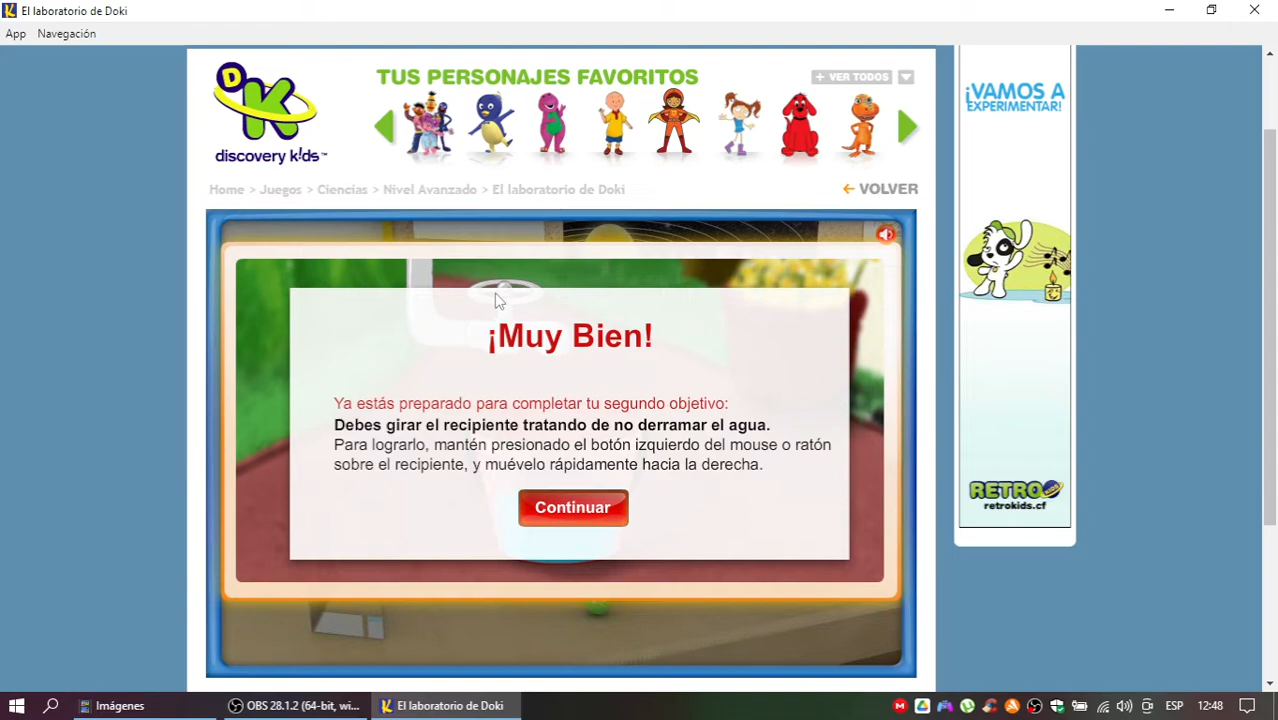 El laboratorio de Doki
App Navegación
D K
discovery k!ds™
TUS PERSONAJES FAVORITOS
+ VER TODOS
Home > Juegos > Ciencias > Nivel Avanzado > El laboratorio de Doki
VOLVER
¡Muy Bien!
Ya estás preparado para completar tu segundo objetivo:
Debes girar el recipiente tratando de no derramar el agua.
Para lograrlo, mantén presionado el botón izquierdo del mouse o ratón
sobre el recipiente, y muévelo rápidamente hacia la derecha.
Continuar
¡VAMOS A
EXPERIMENTAR!
RETRO
retrokids.cf
Imágenes
OBS 28.1.2 (64-bit, wi...
El laboratorio de Doki
ESP
12:48